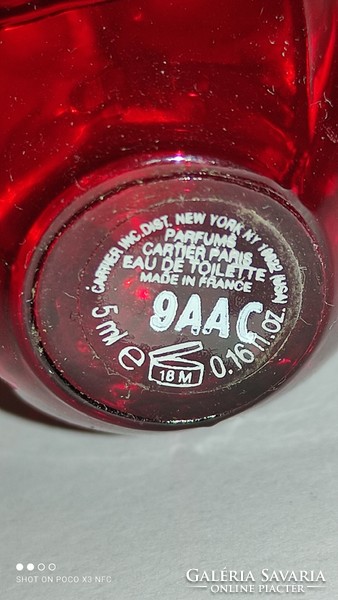 CARTIER INC. DIST. NEW YORK NY 10022 (USA)
PARFUMS
CARTIER PARIS
EAU DE TOILETTE
MADE IN FRANCE
9AAC
5 ml e
18 M
0.16 fl.oz.
SHOT ON POCO X3 NFC
GALÉRIA SAVARIA
ONLINE PIACTÉR